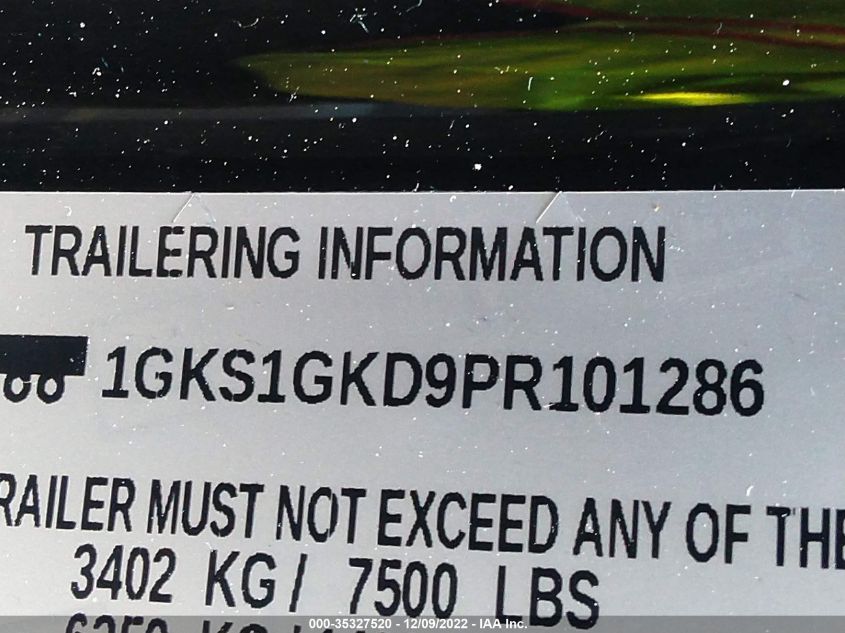 TRAILERING INFORMATION
1GKS1GKD9PR101286
RAILER MUST NOT EXCEED ANY OF THE
3402 KG / 7500 LBS
000-35327520 - 12/09/2022 - IAA Inc.